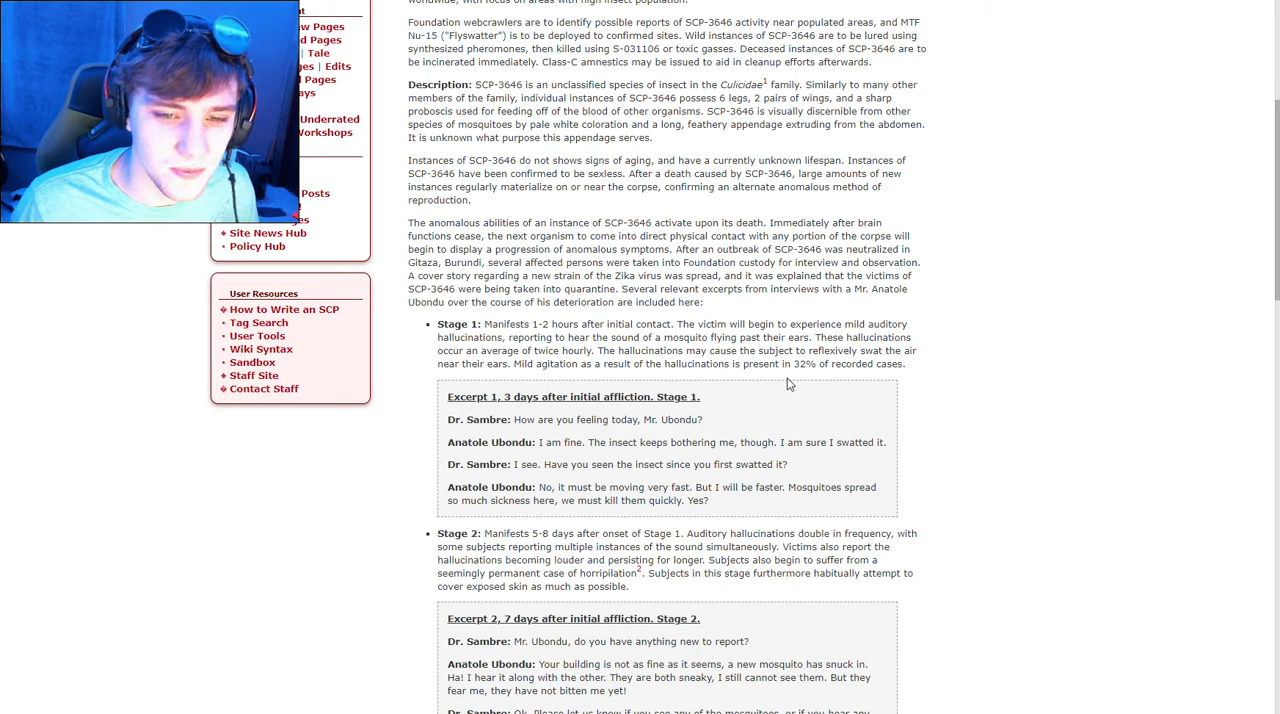 worldwide, with focus on areas with high insect population.
Foundation webcrawlers are to identify possible reports of SCP-3646 activity near populated areas, and MTF
Nu-15 ("Flyswatter") is to be deployed to confirmed sites. Wild instances of SCP-3646 are to be lured using
synthesized pheromones, then killed using S-031106 or toxic gasses. Deceased instances of SCP-3646 are to
be incinerated immediately. Class-C amnestics may be issued to aid in cleanup efforts afterwards.
Description: SCP-3646 is an unclassified species of insect in the Culicidae1 family. Similarly to many other
members of the family, individual instances of SCP-3646 possess 6 legs, 2 pairs of wings, and a sharp
proboscis used for feeding off of the blood of other organisms. SCP-3646 is visually discernible from other
species of mosquitoes by pale white coloration and a long, feathery appendage extruding from the abdomen.
It is unknown what purpose this appendage serves.
Instances of SCP-3646 do not shows signs of aging, and have a currently unknown lifespan. Instances of
SCP-3646 have been confirmed to be sexless. After a death caused by SCP-3646, large amounts of new
instances regularly materialize on or near the corpse, confirming an alternate anomalous method of
reproduction.
The anomalous abilities of an instance of SCP-3646 activate upon its death. Immediately after brain
functions cease, the next organism to come into direct physical contact with any portion of the corpse will
begin to display a progression of anomalous symptoms. After an outbreak of SCP-3646 was neutralized in
Gitaza, Burundi, several affected persons were taken into Foundation custody for interview and observation.
A cover story regarding a new strain of the Zika virus was spread, and it was explained that the victims of
SCP-3646 were being taken into quarantine. Several relevant excerpts from interviews with a Mr. Anatole
Ubondu over the course of his deterioration are included here:
Stage 1: Manifests 1-2 hours after initial contact. The victim will begin to experience mild auditory
hallucinations, reporting to hear the sound of a mosquito flying past their ears. These hallucinations
occur an average of twice hourly. The hallucinations may cause the subject to reflexively swat the air
near their ears. Mild agitation as a result of the hallucinations is present in 32% of recorded cases.
Excerpt 1, 3 days after initial affliction. Stage 1.
Dr. Sambre: How are you feeling today, Mr. Ubondu?
Anatole Ubondu: I am fine. The insect keeps bothering me, though. I am sure I swatted it.
Dr. Sambre: I see. Have you seen the insect since you first swatted it?
Anatole Ubondu: No, it must be moving very fast. But I will be faster. Mosquitoes spread
so much sickness here, we must kill them quickly. Yes?
Stage 2: Manifests 5-8 days after onset of Stage 1. Auditory hallucinations double in frequency, with
some subjects reporting multiple instances of the sound simultaneously. Victims also report the
hallucinations becoming louder and persisting for longer. Subjects also begin to suffer from a
seemingly permanent case of horripilation2. Subjects in this stage furthermore habitually attempt to
cover exposed skin as much as possible.
Excerpt 2, 7 days after initial affliction. Stage 2.
Dr. Sambre: Mr. Ubondu, do you have anything new to report?
Anatole Ubondu: Your building is not as fine as it seems, a new mosquito has snuck in.
Ha! I hear it along with the other. They are both sneaky, I still cannot see them. But they
fear me, they have not bitten me yet!
Dr. Sambre: Ok. Please let us know if you see any of the mosquitoes, or if you hear any
Pages
Pages
| Tale
| Edits
Underrated
Workshops
Posts
Site News Hub
Policy Hub
User Resources
How to Write an SCP
Tag Search
User Tools
Wiki Syntax
Sandbox
Staff Site
Contact Staff